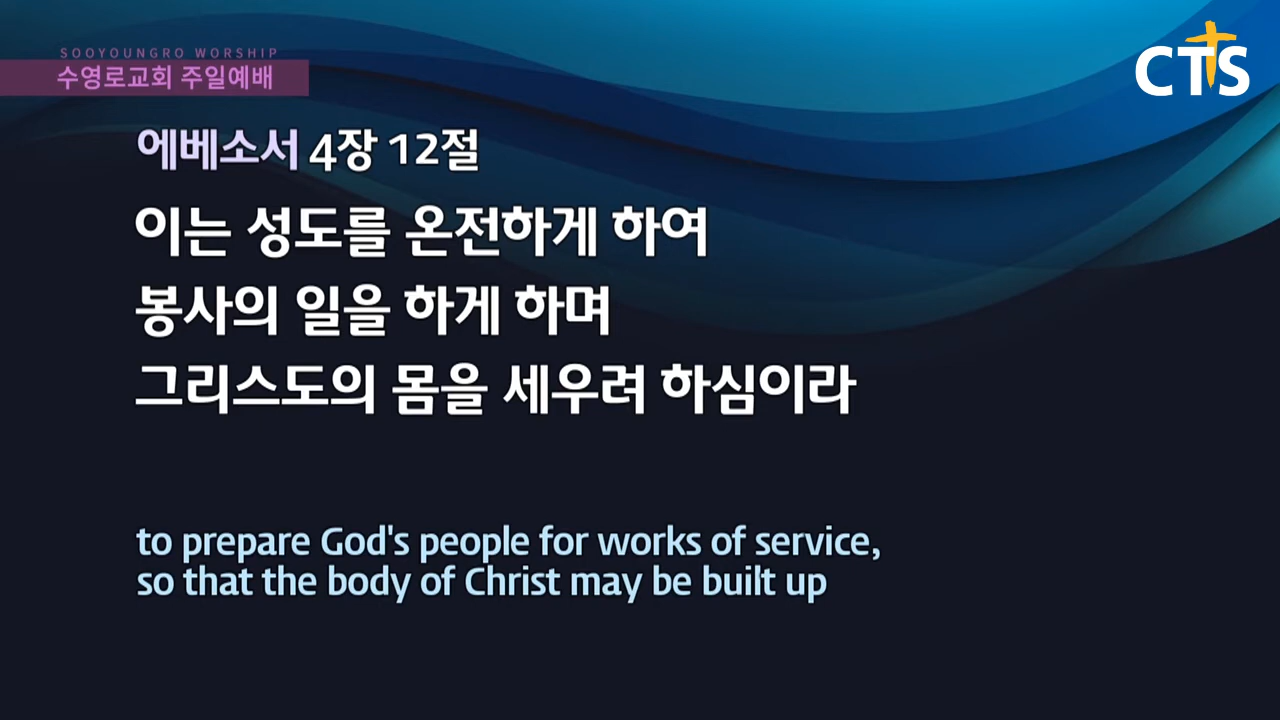 SOOYOUNGRO WORSHIP
수영로교회 주일예배
CTS
에베소서 4장 12절
이는 성도를 온전하게 하여
봉사의 일을 하게 하며
그리스도의 몸을 세우려 하심이라
to prepare God's people for works of service,
so that the body of Christ may be built up